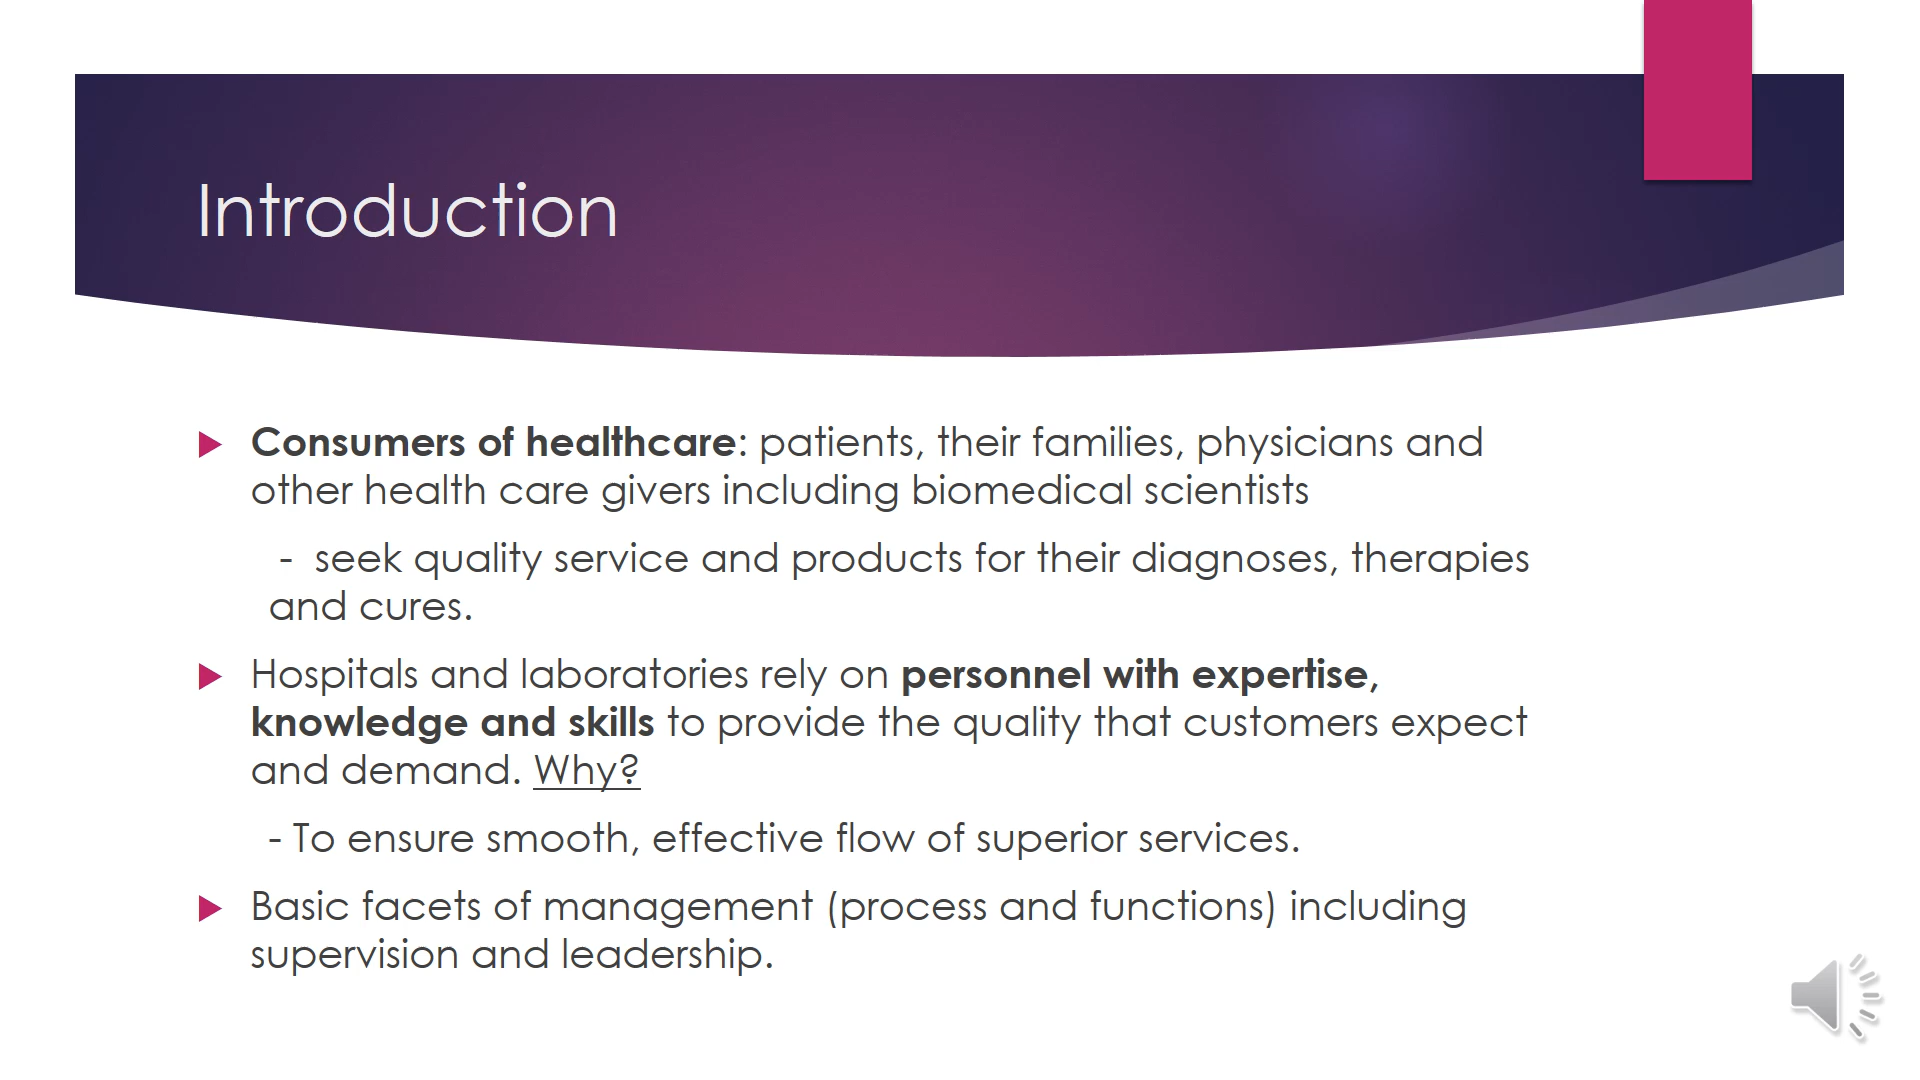 Introduction
Consumers of healthcare: patients, their families, physicians and
other health care givers including biomedical scientists
- seek quality service and products for their diagnoses, therapies
and cures.
Hospitals and laboratories rely on personnel with expertise,
knowledge and skills to provide the quality that customers expect
and demand. Why?
- To ensure smooth, effective flow of superior services.
Basic facets of management (process and functions) including
supervision and leadership.